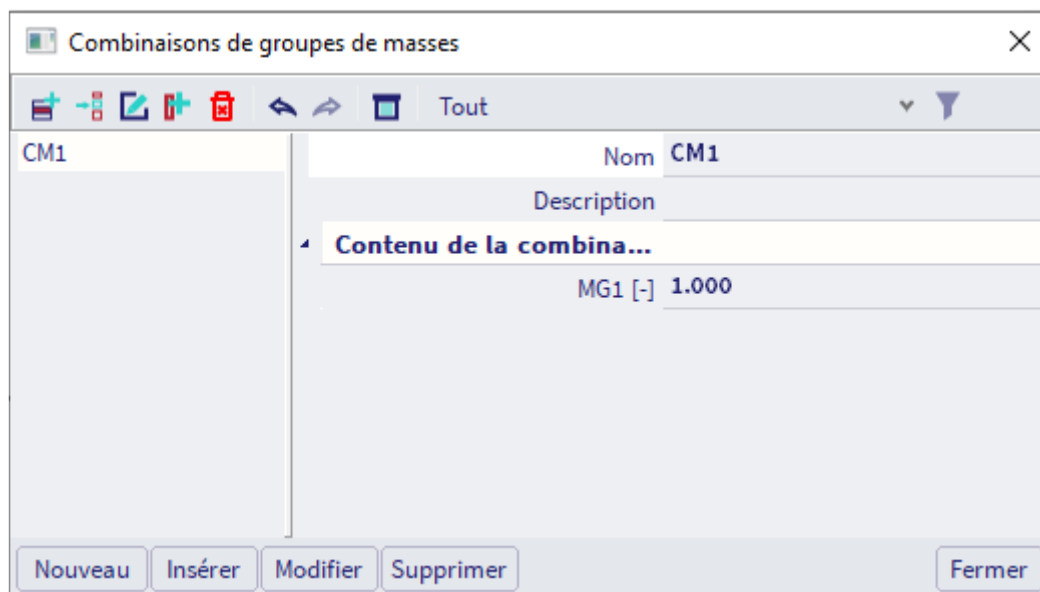 Combinaisons de groupes de masses
Tout
CM1
Nom CM1
Description
Contenu de la combina...
MG1 [-] 1.000
Nouveau Insérer Modifier Supprimer Fermer